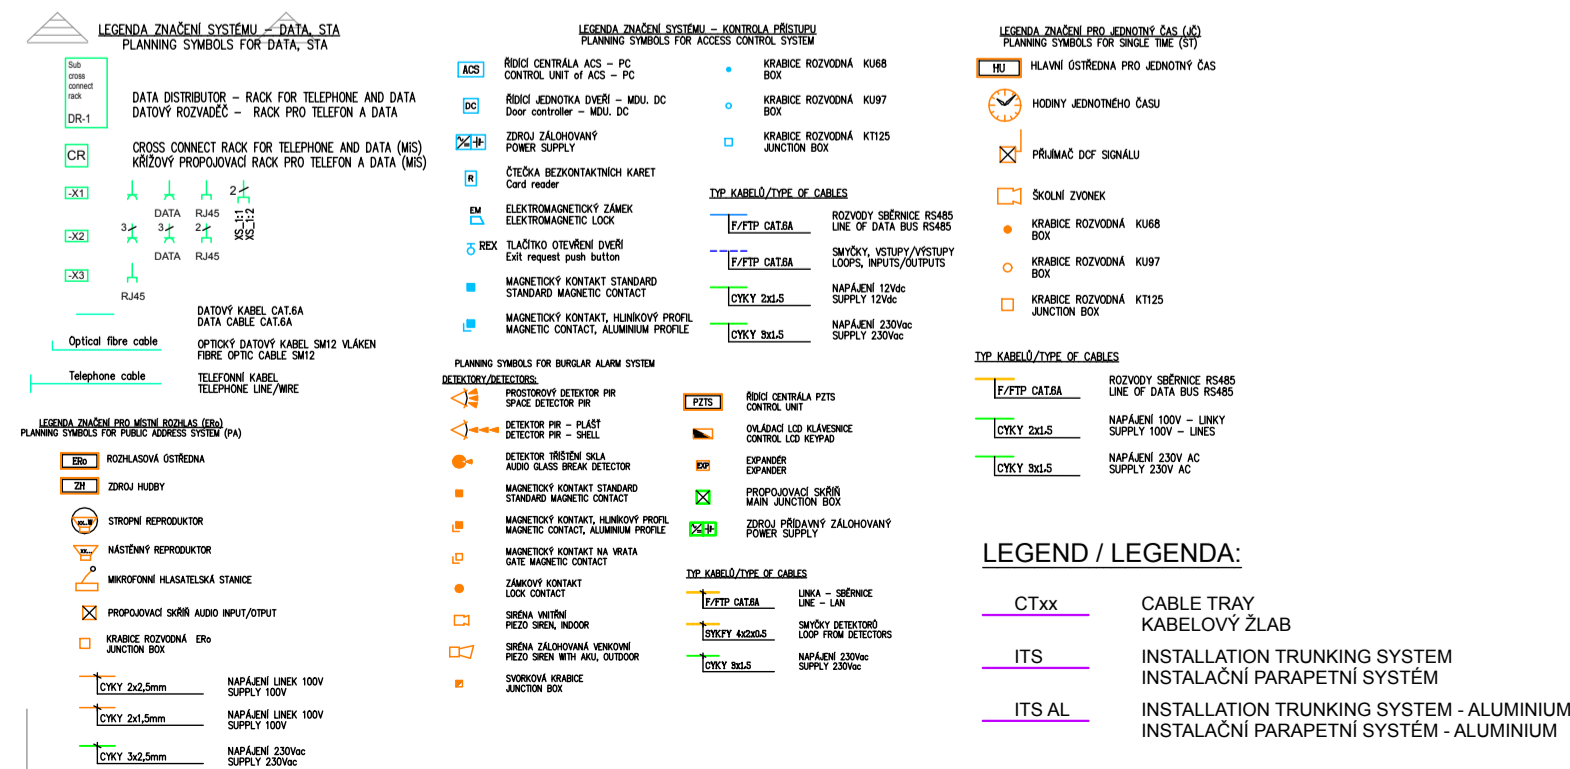 LEGENDA ZNAČENÍ SYSTÉMU – DATA, STA
PLANNING SYMBOLS FOR DATA, STA
Sub
cross
connect
rack
DR-1
DATA DISTRIBUTOR – RACK FOR TELEPHONE AND DATA
DATOVÝ ROZVADĚČ – RACK PRO TELEFON A DATA
CR
CROSS CONNECT RACK FOR TELEPHONE AND DATA (MiS)
KŘÍŽOVÝ PROPOJOVACÍ RACK PRO TELEFON A DATA (MiS)
-X1
2
DATA
RJ45
XS_1:1
XS_1:2
-X2
3
3
2
DATA
RJ45
-X3
RJ45
DATOVÝ KABEL CAT.6A
DATA CABLE CAT.6A
Optical fibre cable
OPTICKÝ DATOVÝ KABEL SM12 VLÁKEN
FIBRE OPTIC CABLE SM12
Telephone cable
TELEFONNÍ KABEL
TELEPHONE LINE/WIRE
LEGENDA ZNAČENÍ PRO MÍSTNÍ ROZHLAS (ERo)
PLANNING SYMBOLS FOR PUBLIC ADDRESS SYSTEM (PA)
ERo
ROZHLASOVÁ ÚSTŘEDNA
ZH
ZDROJ HUDBY
xx..W
STROPNÍ REPRODUKTOR
xx...
NÁSTĚNNÝ REPRODUKTOR
MIKROFONNÍ HLASATELSKÁ STANICE
PROPOJOVACÍ SKŘÍŇ AUDIO INPUT/OTPUT
KRABICE ROZVODNÁ ERo
JUNCTION BOX
CYKY 2x2,5mm
NAPÁJENÍ LINEK 100V
SUPPLY 100V
CYKY 2x1,5mm
NAPÁJENÍ LINEK 100V
SUPPLY 100V
CYKY 3x2,5mm
NAPÁJENÍ 230Vac
SUPPLY 230Vac
LEGENDA ZNAČENÍ SYSTÉMU – KONTROLA PŘÍSTUPU
PLANNING SYMBOLS FOR ACCESS CONTROL SYSTEM
ACS
ŘÍDÍCÍ CENTRÁLA ACS – PC
CONTROL UNIT of ACS – PC
DC
ŘÍDÍCÍ JEDNOTKA DVEŘÍ – MDU. DC
Door controller – MDU. DC
ZDROJ ZÁLOHOVANÝ
POWER SUPPLY
R
ČTEČKA BEZKONTAKTNÍCH KARET
Card reader
EM
ELEKTROMAGNETICKÝ ZÁMEK
ELEKTROMAGNETIC LOCK
REX
TLAČÍTKO OTEVŘENÍ DVEŘÍ
Exit request push button
MAGNETICKÝ KONTAKT STANDARD
STANDARD MAGNETIC CONTACT
MAGNETICKÝ KONTAKT, HLINÍKOVÝ PROFIL
MAGNETIC CONTACT, ALUMINIUM PROFILE
KRABICE ROZVODNÁ KU68
BOX
KRABICE ROZVODNÁ KU97
BOX
KRABICE ROZVODNÁ KT125
JUNCTION BOX
TYP KABELŮ/TYPE OF CABLES
F/FTP CAT.6A
ROZVODY SBĚRNICE RS485
LINE OF DATA BUS RS485
F/FTP CAT.6A
SMYČKY, VSTUPY/VÝSTUPY
LOOPS, INPUTS/OUTPUTS
CYKY 2x1.5
NAPÁJENÍ 12Vdc
SUPPLY 12Vdc
CYKY 3x1.5
NAPÁJENÍ 230Vac
SUPPLY 230Vac
PLANNING SYMBOLS FOR BURGLAR ALARM SYSTEM
DETEKTORY/DETECTORS:
PROSTOROVÝ DETEKTOR PIR
SPACE DETECTOR PIR
DETEKTOR PIR – PLÁŠŤ
DETECTOR PIR – SHELL
DETEKTOR TŘÍŠTĚNÍ SKLA
AUDIO GLASS BREAK DETECTOR
MAGNETICKÝ KONTAKT STANDARD
STANDARD MAGNETIC CONTACT
MAGNETICKÝ KONTAKT, HLINÍKOVÝ PROFIL
MAGNETIC CONTACT, ALUMINIUM PROFILE
MAGNETICKÝ KONTAKT NA VRATA
GATE MAGNETIC CONTACT
ZÁMKOVÝ KONTAKT
LOCK CONTACT
SIRÉNA VNITŘNÍ
PIEZO SIREN, INDOOR
SIRÉNA ZÁLOHOVANÁ VENKOVNÍ
PIEZO SIREN WITH AKU, OUTDOOR
SVORKOVÁ KRABICE
JUNCTION BOX
PZTS
ŘÍDÍCÍ CENTRÁLA PZTS
CONTROL UNIT
OVLÁDACÍ LCD KLÁVESNICE
CONTROL LCD KEYPAD
EXP
EXPANDÉR
EXPANDER
PROPOJOVACÍ SKŘÍŇ
MAIN JUNCTION BOX
ZDROJ PŘÍDAVNÝ ZÁLOHOVANÝ
POWER SUPPLY
TYP KABELŮ/TYPE OF CABLES
F/FTP CAT.6A
LINKA – SBĚRNICE
LINE – LAN
SYKFY 4x2x0.5
SMYČKY DETEKTORŮ
LOOP FROM DETECTORS
CYKY 3x1.5
NAPÁJENÍ 230Vac
SUPPLY 230Vac
LEGENDA ZNAČENÍ PRO JEDNOTNÝ ČAS (JČ)
PLANNING SYMBOLS FOR SINGLE TIME (ST)
HU
HLAVNÍ ÚSTŘEDNA PRO JEDNOTNÝ ČAS
HODINY JEDNOTNÉHO ČASU
PŘIJÍMAČ DCF SIGNÁLU
ŠKOLNÍ ZVONEK
KRABICE ROZVODNÁ KU68
BOX
KRABICE ROZVODNÁ KU97
BOX
KRABICE ROZVODNÁ KT125
JUNCTION BOX
TYP KABELŮ/TYPE OF CABLES
F/FTP CAT.6A
ROZVODY SBĚRNICE RS485
LINE OF DATA BUS RS485
CYKY 2x1.5
NAPÁJENÍ 100V – LINKY
SUPPLY 100V – LINES
CYKY 3x1.5
NAPÁJENÍ 230V AC
SUPPLY 230V AC
LEGEND / LEGENDA:
CTxx
CABLE TRAY
KABELOVÝ ŽLAB
ITS
INSTALLATION TRUNKING SYSTEM
INSTALAČNÍ PARAPETNÍ SYSTÉM
ITS AL
INSTALLATION TRUNKING SYSTEM - ALUMINIUM
INSTALAČNÍ PARAPETNÍ SYSTÉM - ALUMINIUM